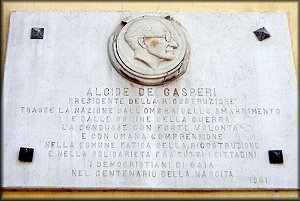 ALCIDE DE GASPERI
PRESIDENTE DELLA RICOSTRUZIONE
TRASSE LA NAZIONE DALL'OMBRA DELLO SMARRIMENTO
E DALLE ROVINE DELLA GUERRA
LA CONDUSSE CON FORTE VOLONTA'
E CON UMANA COMPRENSIONE
NELLA COMUNE FATICA DELLA RICOSTRUZIONE
E NELLA SOLIDARIETA FRA TUTTI I CITTADINI
I DEMOCRISTIANI DI BAIA
NEL CENTENARIO DELLA NASCITA
1981